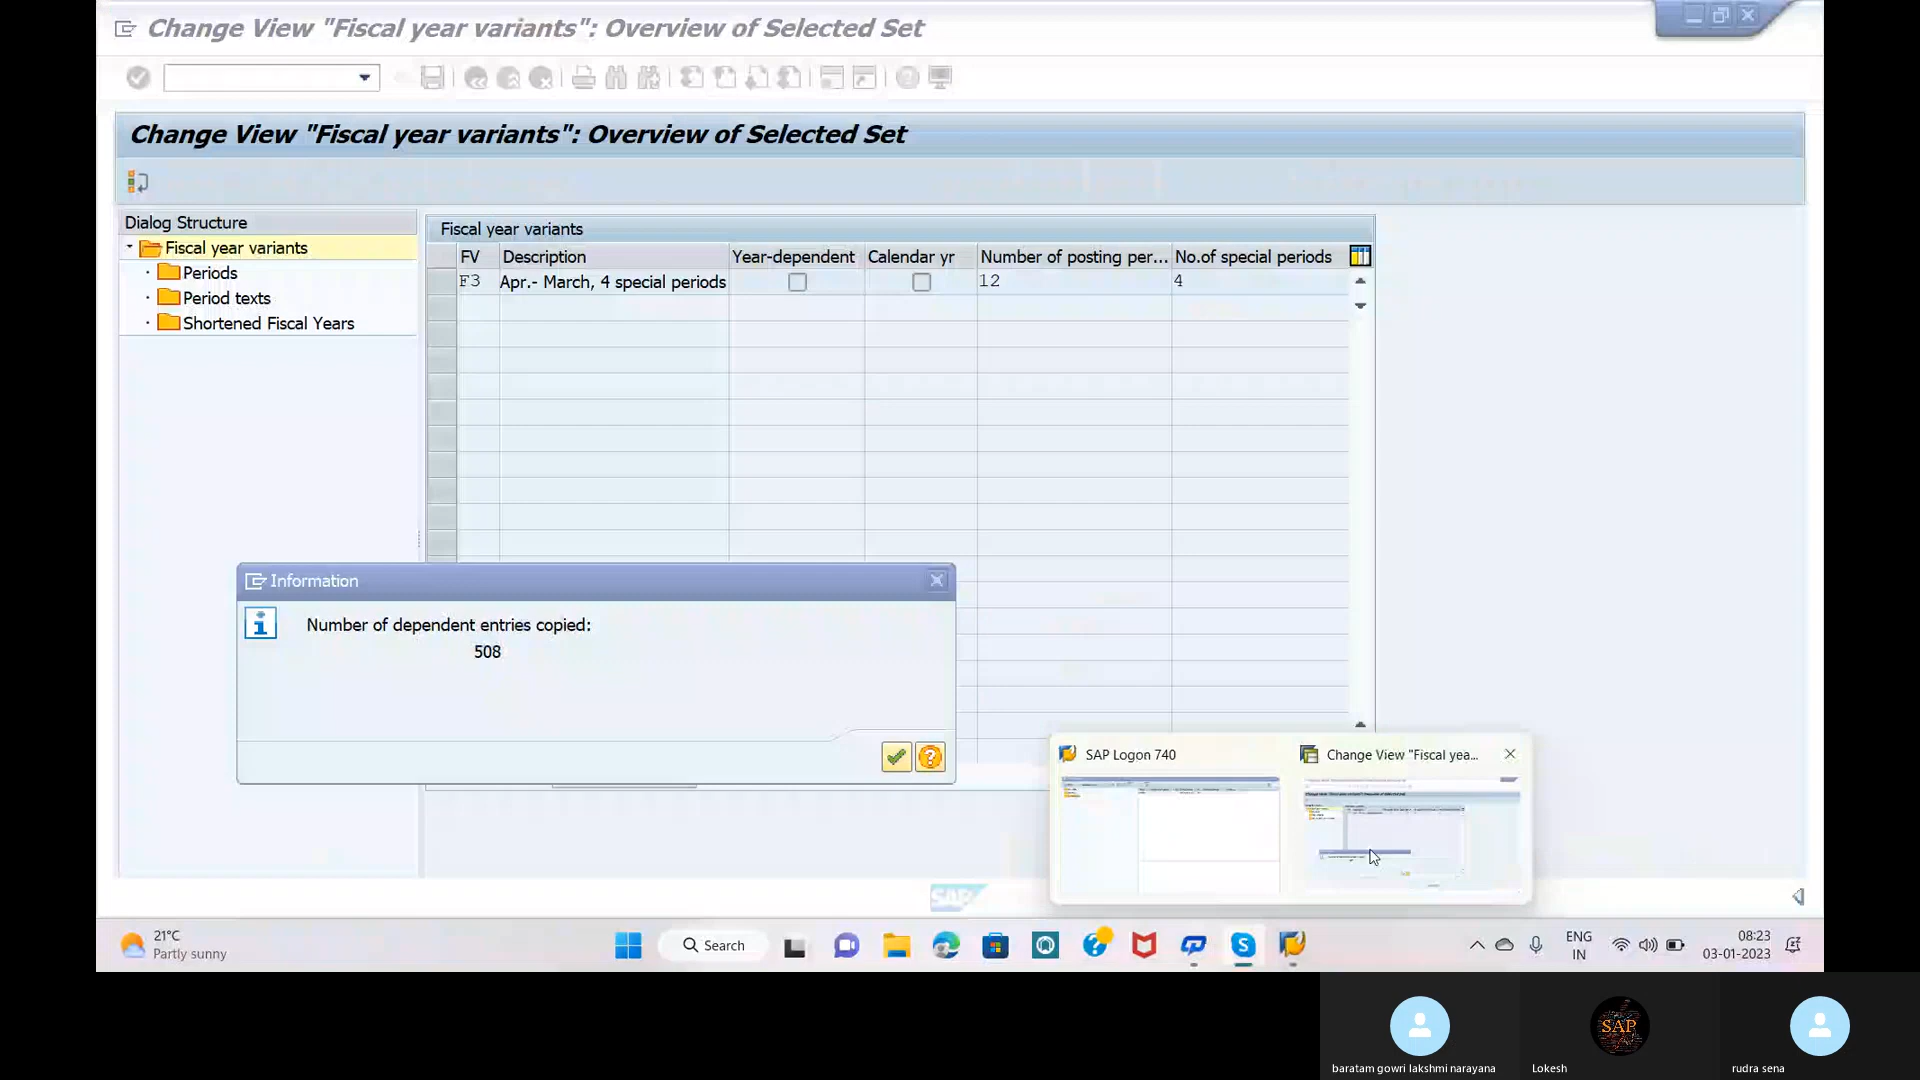 Change View "Fiscal year variants": Overview of Selected Set
Change View "Fiscal year variants": Overview of Selected Set
Dialog Structure
Fiscal year variants
Periods
Period texts
Shortened Fiscal Years
Fiscal year variants
FV Description Year-dependent Calendar yr Number of posting per... No.of special periods
F3 Apr.- March, 4 special periods 12 4
Information
Number of dependent entries copied:
508
SAP Logon 740
Change View "Fiscal yea...
SAP
21°C
Partly sunny
Search
ENG
IN
08:23
03-01-2023
SAP
baratam gowri lakshmi narayana
Lokesh
rudra sena